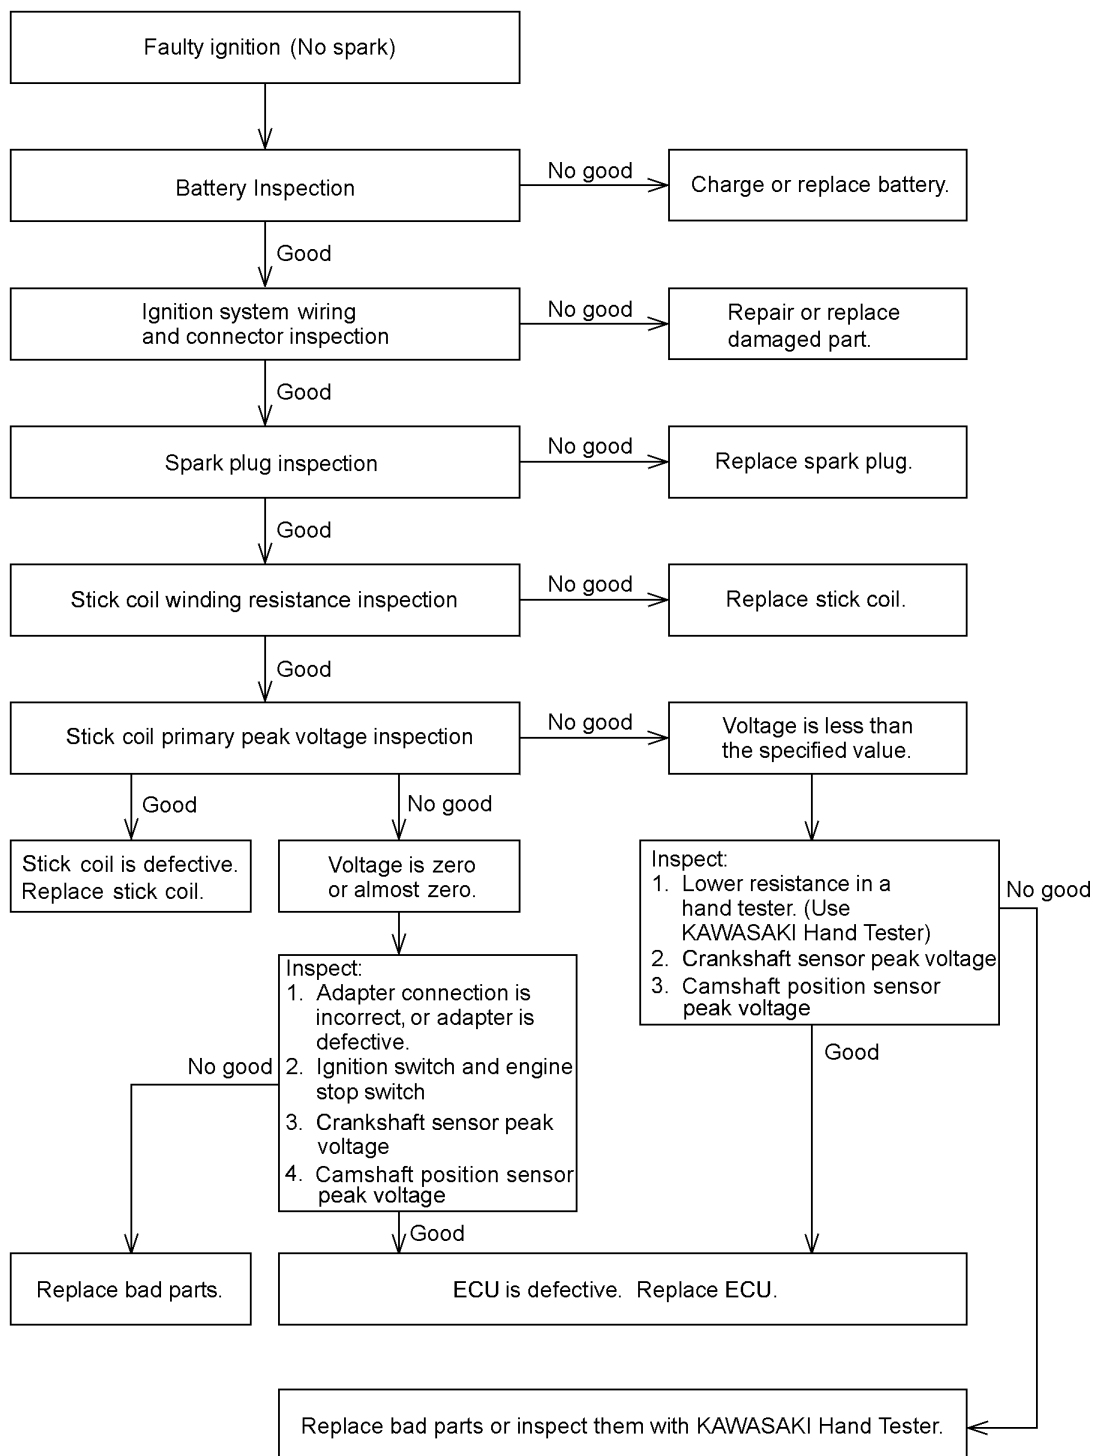 Faulty ignition (No spark)
Battery Inspection
No good
Charge or replace battery.
Good
Ignition system wiring
and connector inspection
No good
Repair or replace
damaged part.
Good
Spark plug inspection
No good
Replace spark plug.
Good
Stick coil winding resistance inspection
No good
Replace stick coil.
Good
Stick coil primary peak voltage inspection
No good
Voltage is less than
the specified value.
Good
No good
Stick coil is defective.
Replace stick coil.
Voltage is zero
or almost zero.
Inspect:
1. Lower resistance in a
hand tester. (Use
KAWASAKI Hand Tester)
2. Crankshaft sensor peak voltage
3. Camshaft position sensor
peak voltage
No good
Good
Inspect:
1. Adapter connection is
incorrect, or adapter is
defective.
2. Ignition switch and engine
stop switch
3. Crankshaft sensor peak
voltage
4. Camshaft position sensor
peak voltage
No good
Good
Replace bad parts.
ECU is defective. Replace ECU.
Replace bad parts or inspect them with KAWASAKI Hand Tester.